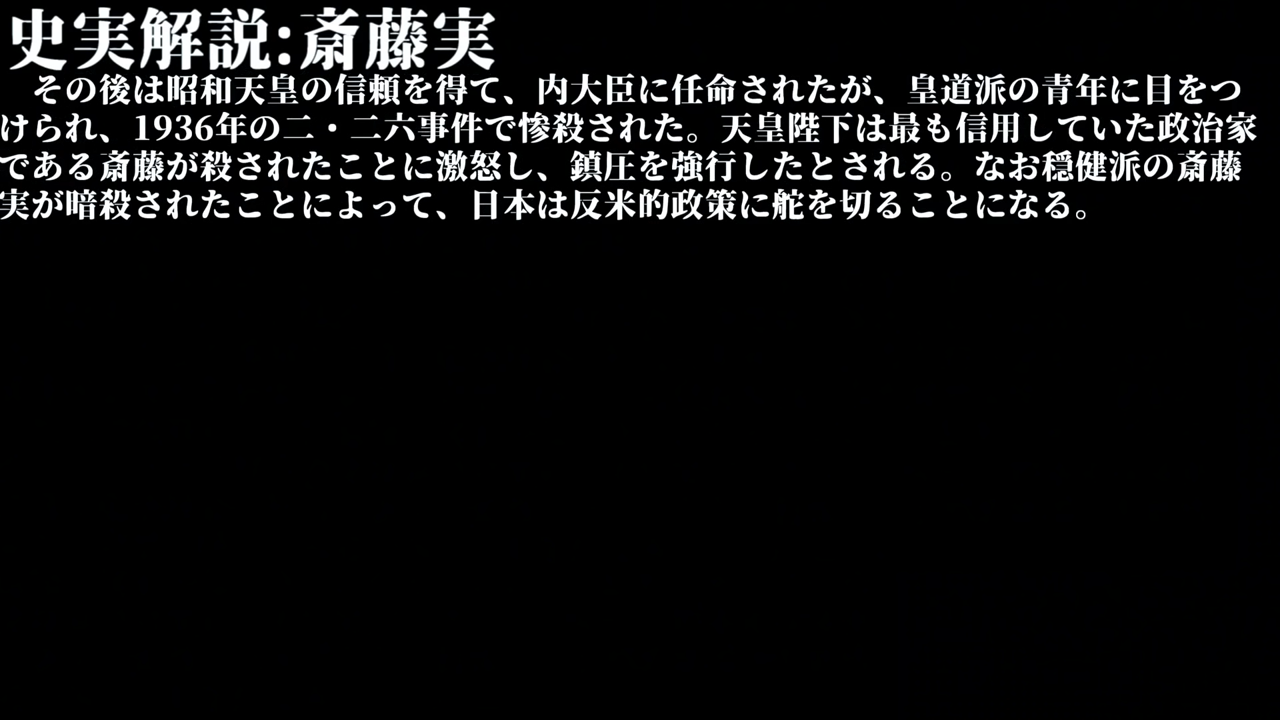 史実解説:斎藤実
　その後は昭和天皇の信頼を得て、内大臣に任命されたが、皇道派の青年に目をつ
けられ、1936年の二・二六事件で惨殺された。天皇陛下は最も信用していた政治家
である斎藤が殺されたことに激怒し、鎮圧を強行したとされる。なお穏健派の斎藤
実が暗殺されたことによって、日本は反米的政策に舵を切ることになる。